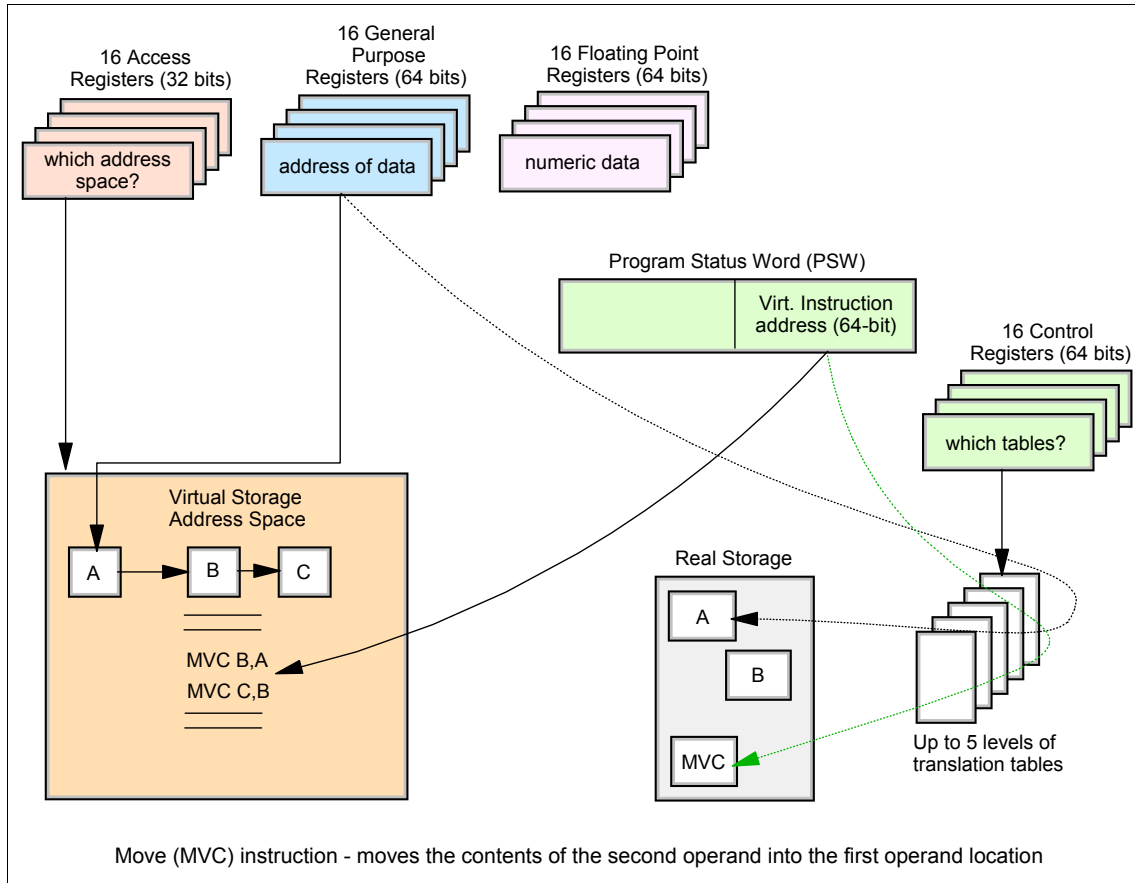 16 Access
Registers (32 bits)
which address
space?
16 General
Purpose
Registers (64 bits)
address of data
16 Floating Point
Registers (64 bits)
numeric data
Program Status Word (PSW)
Virt. Instruction
address (64-bit)
16 Control
Registers (64 bits)
which tables?
Virtual Storage
Address Space
A
B
C
MVC B,A
MVC C,B
Real Storage
A
B
MVC
Up to 5 levels of
translation tables
Move (MVC) instruction - moves the contents of the second operand into the first operand location